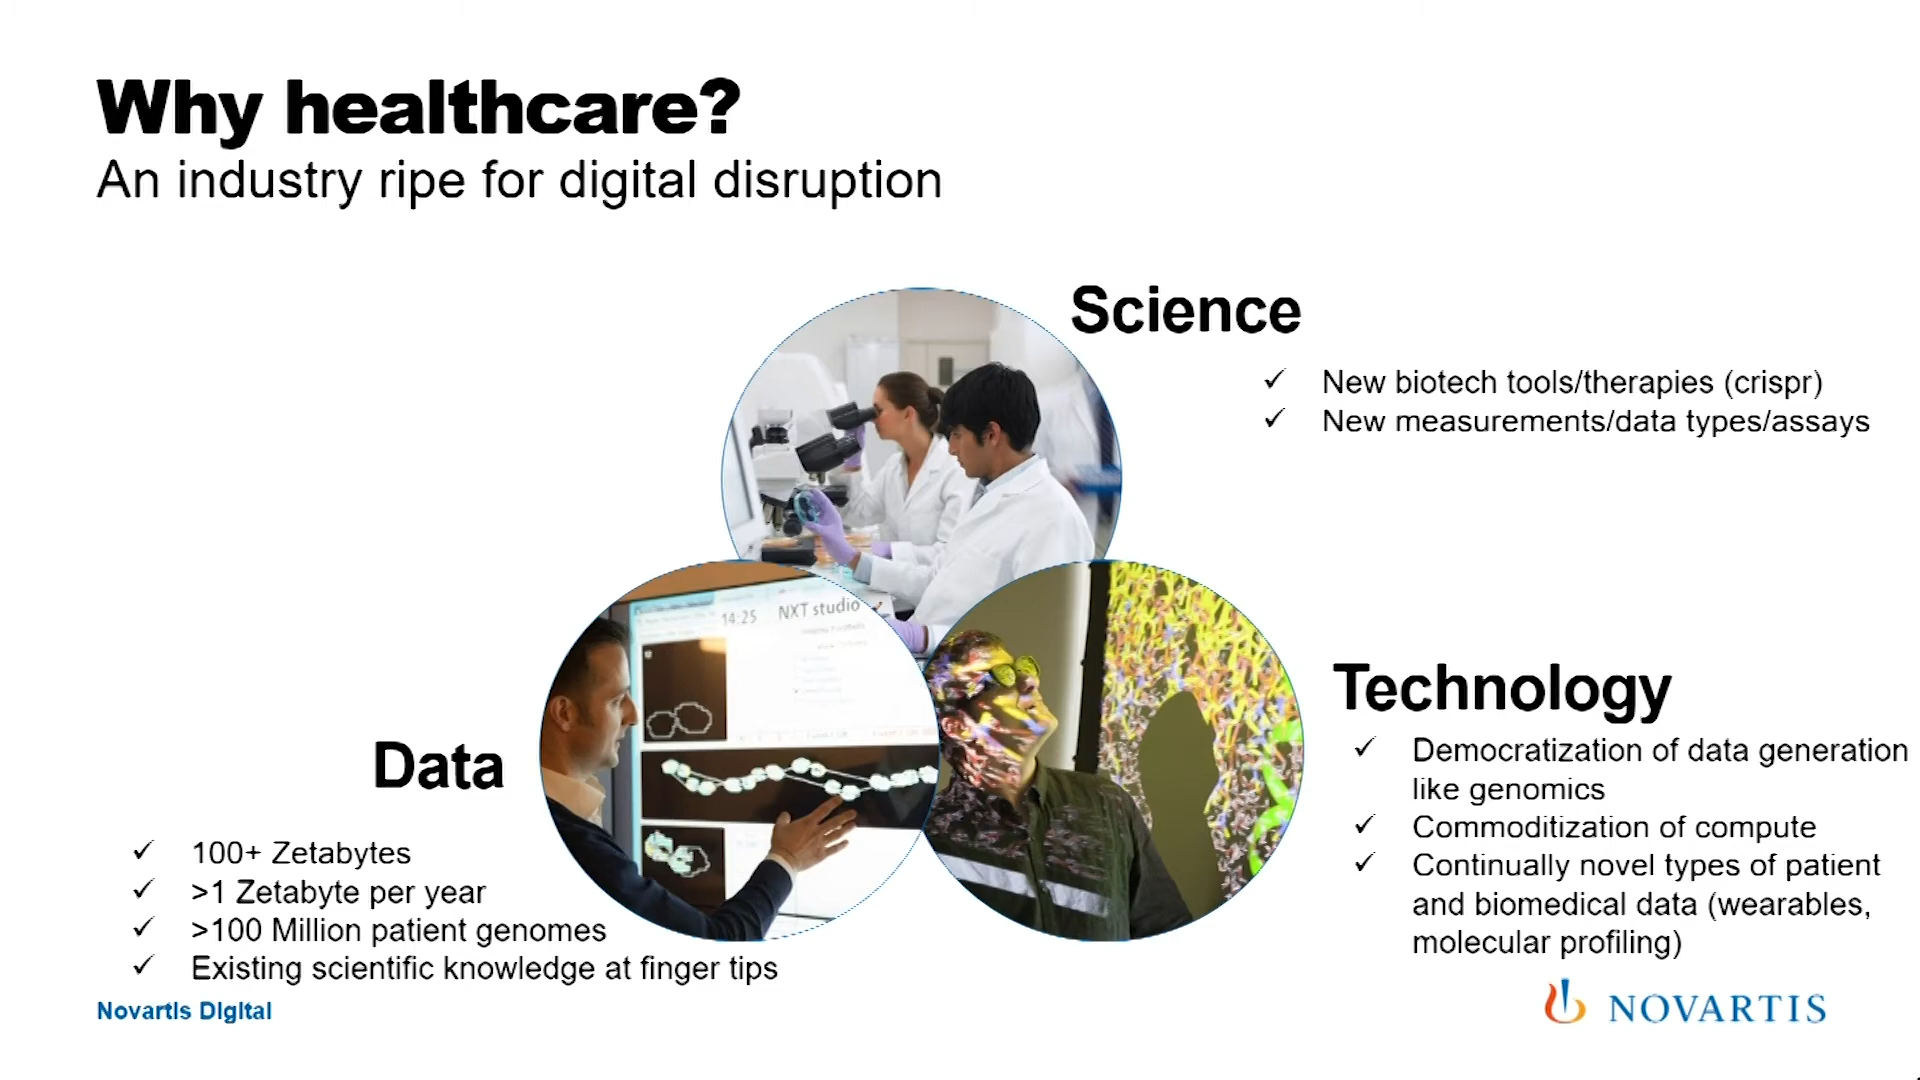 Why healthcare?
An industry ripe for digital disruption
Science
✓ New biotech tools/therapies (crispr)
✓ New measurements/data types/assays
14:25 NXT studio
Technology
✓ Democratization of data generation
like genomics
✓ Commoditization of compute
✓ Continually novel types of patient
and biomedical data (wearables,
molecular profiling)
Data
✓ 100+ Zetabytes
✓ >1 Zetabyte per year
✓ >100 Million patient genomes
✓ Existing scientific knowledge at finger tips
Novartis Digital
NOVARTIS